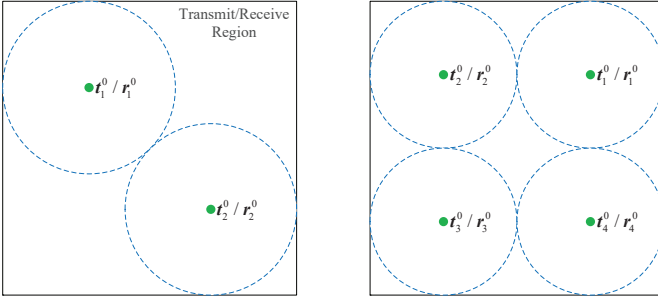 Transmit/Receive
Region
t₁⁰ / r₁⁰
t₂⁰ / r₂⁰
t₂⁰ / r₂⁰
t₁⁰ / r₁⁰
t₃⁰ / r₃⁰
t₄⁰ / r₄⁰